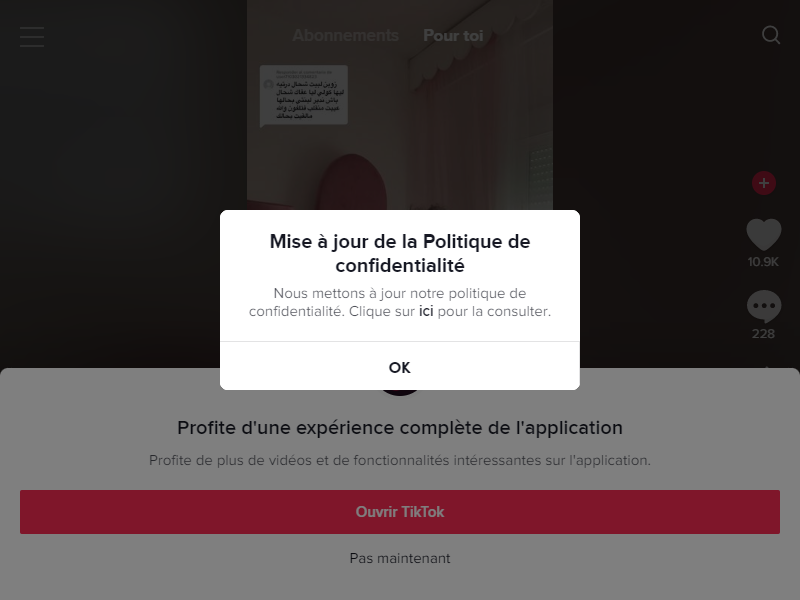 Abonnements
Pour toi
10.9K
228
Mise à jour de la Politique de
confidentialité
Nous mettons à jour notre politique de
confidentialité. Clique sur ici pour la consulter.
OK
Profite d'une expérience complète de l'application
Profite de plus de vidéos et de fonctionnalités intéressantes sur l'application.
Ouvrir TikTok
Pas maintenant